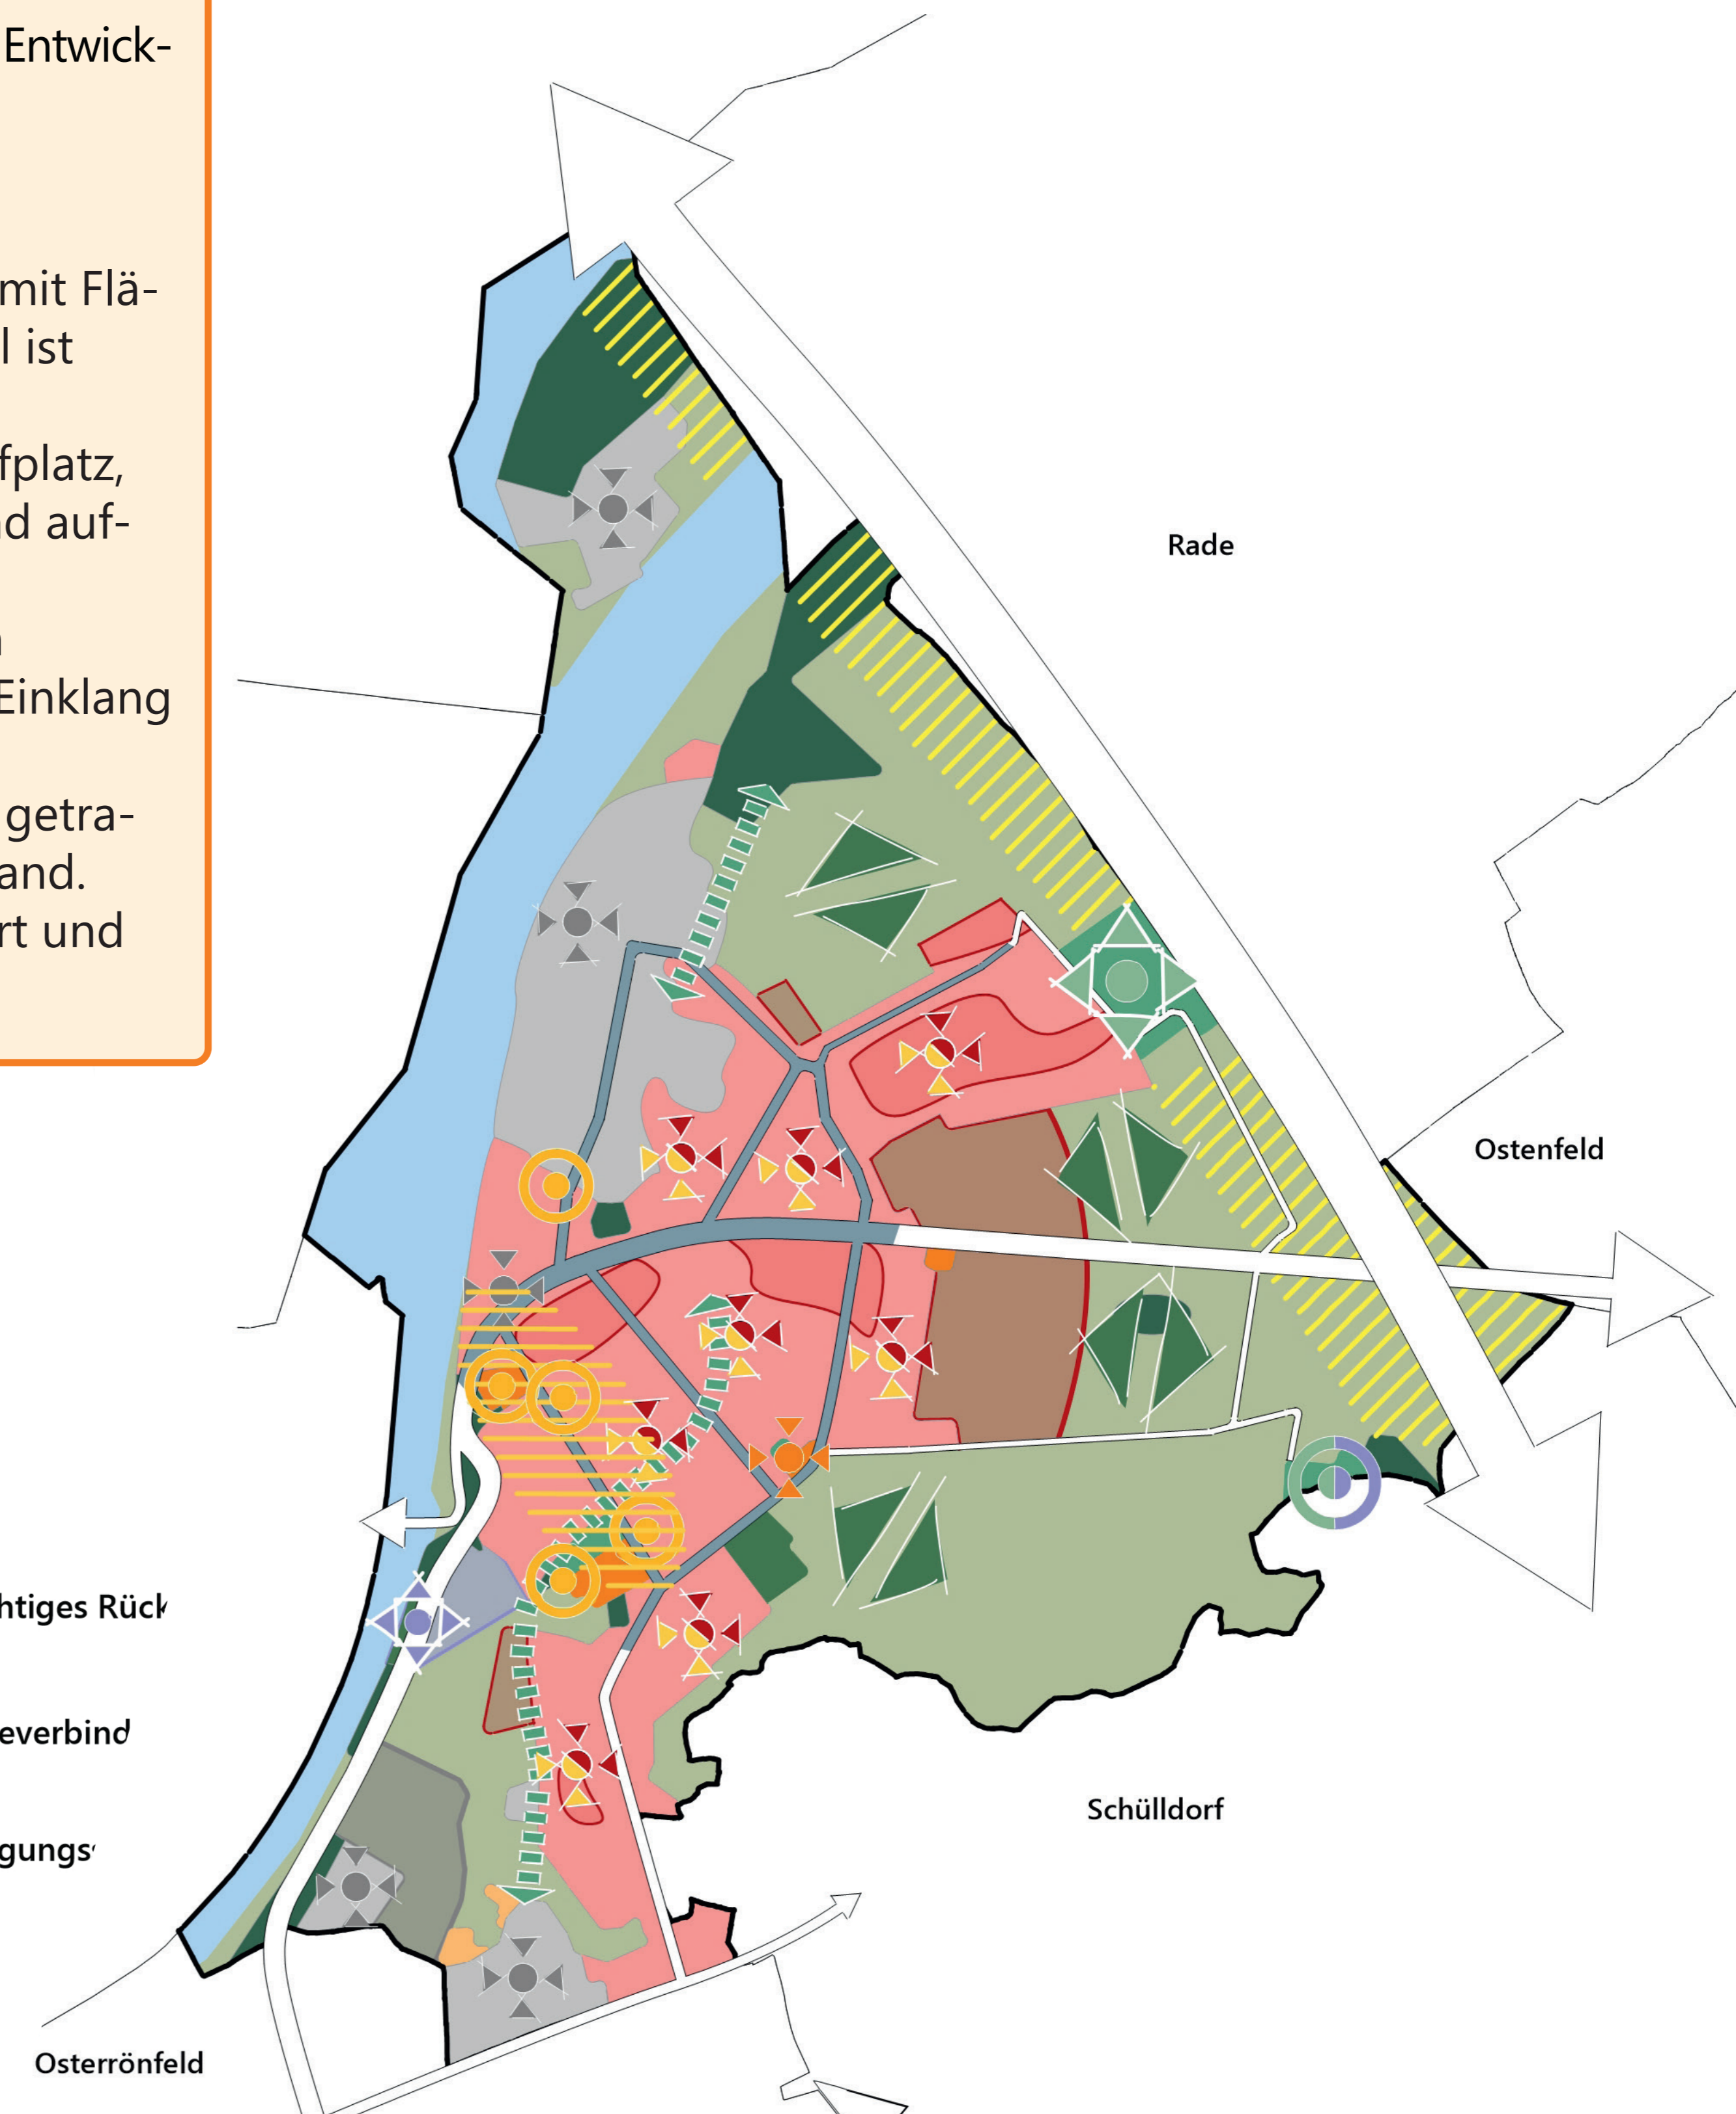 Entwick-
mit Flä-
l ist
fplatz,
d auf-
Einklang
getra-
and.
rt und
Rade
Ostenfeld
htiges Rück
everbind
Schülldorf
gungs
Osterrönfeld